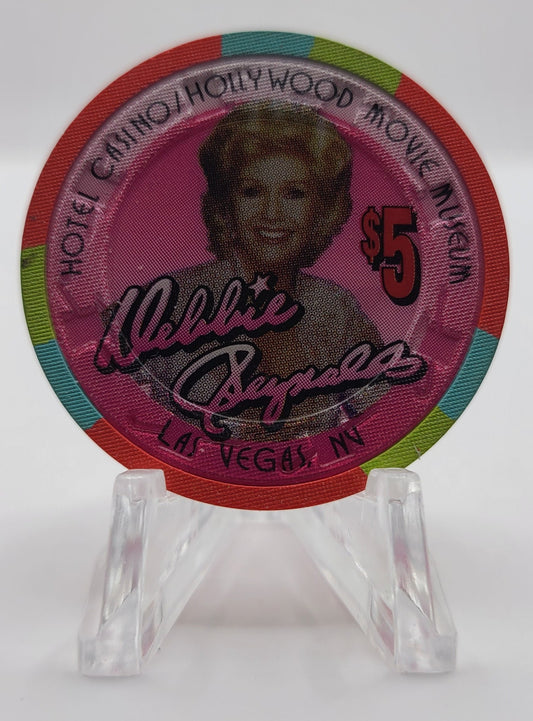 HOTEL CASINO/HOLLYWOOD MOVIE MUSEUM
$5
Debbie
Reynolds
LAS VEGAS, NV